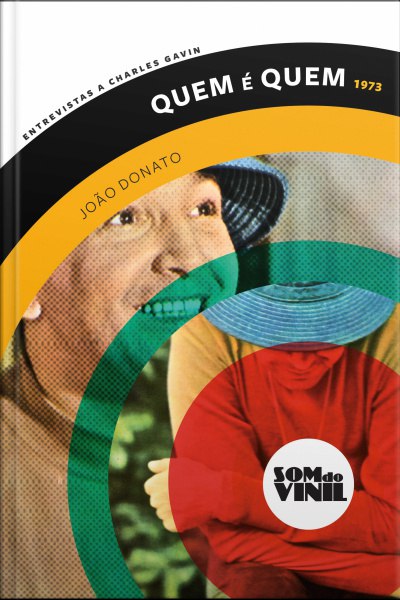 ENTREVISTAS A CHARLES GAVIN
QUEM É QUEM 1973
JOÃO DONATO
SOM do
VINIL